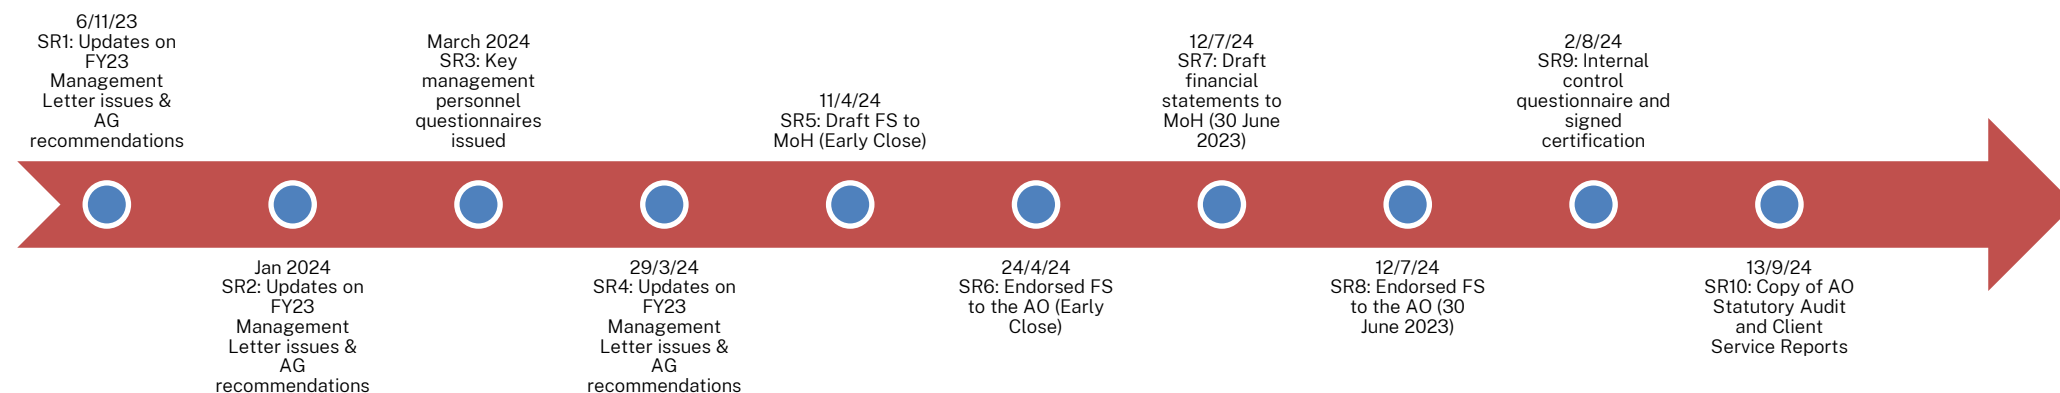 6/11/23
SR1: Updates on
FY23
Management
Letter issues &
AG
recommendations
Jan 2024
SR2: Updates on
FY23
Management
Letter issues &
AG
recommendations
March 2024
SR3: Key
management
personnel
questionnaires
issued
29/3/24
SR4: Updates on
FY23
Management
Letter issues &
AG
recommendations
11/4/24
SR5: Draft FS to
MoH (Early Close)
24/4/24
SR6: Endorsed FS
to the AO (Early
Close)
12/7/24
SR7: Draft
financial
statements to
MoH (30 June
2023)
12/7/24
SR8: Endorsed FS
to the AO (30
June 2023)
2/8/24
SR9: Internal
control
questionnaire and
signed
certification
13/9/24
SR10: Copy of AO
Statutory Audit
and Client
Service Reports